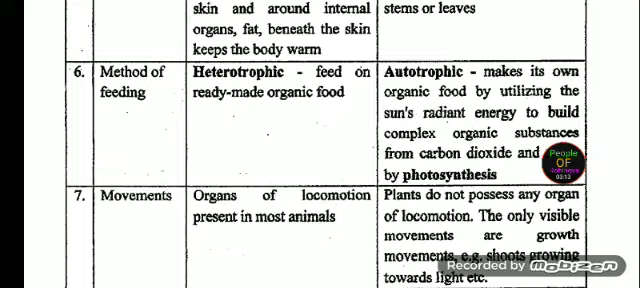 skin and around internal
organs, fat, beneath the skin
keeps the body warm
stems or leaves
6.
Method of
feeding
Heterotrophic - feed on
ready-made organic food
Autotrophic - makes its own
organic food by utilizing the
sun's radiant energy to build
complex organic substances
from carbon dioxide and
by photosynthesis
People
OF
03:13
7.
Movements
Organs of locomotion
present in most animals
Plants do not possess any organ
of locomotion. The only visible
movements are growth
movements, e.g. shoots growing
towards light etc.
Recorded by mobizen